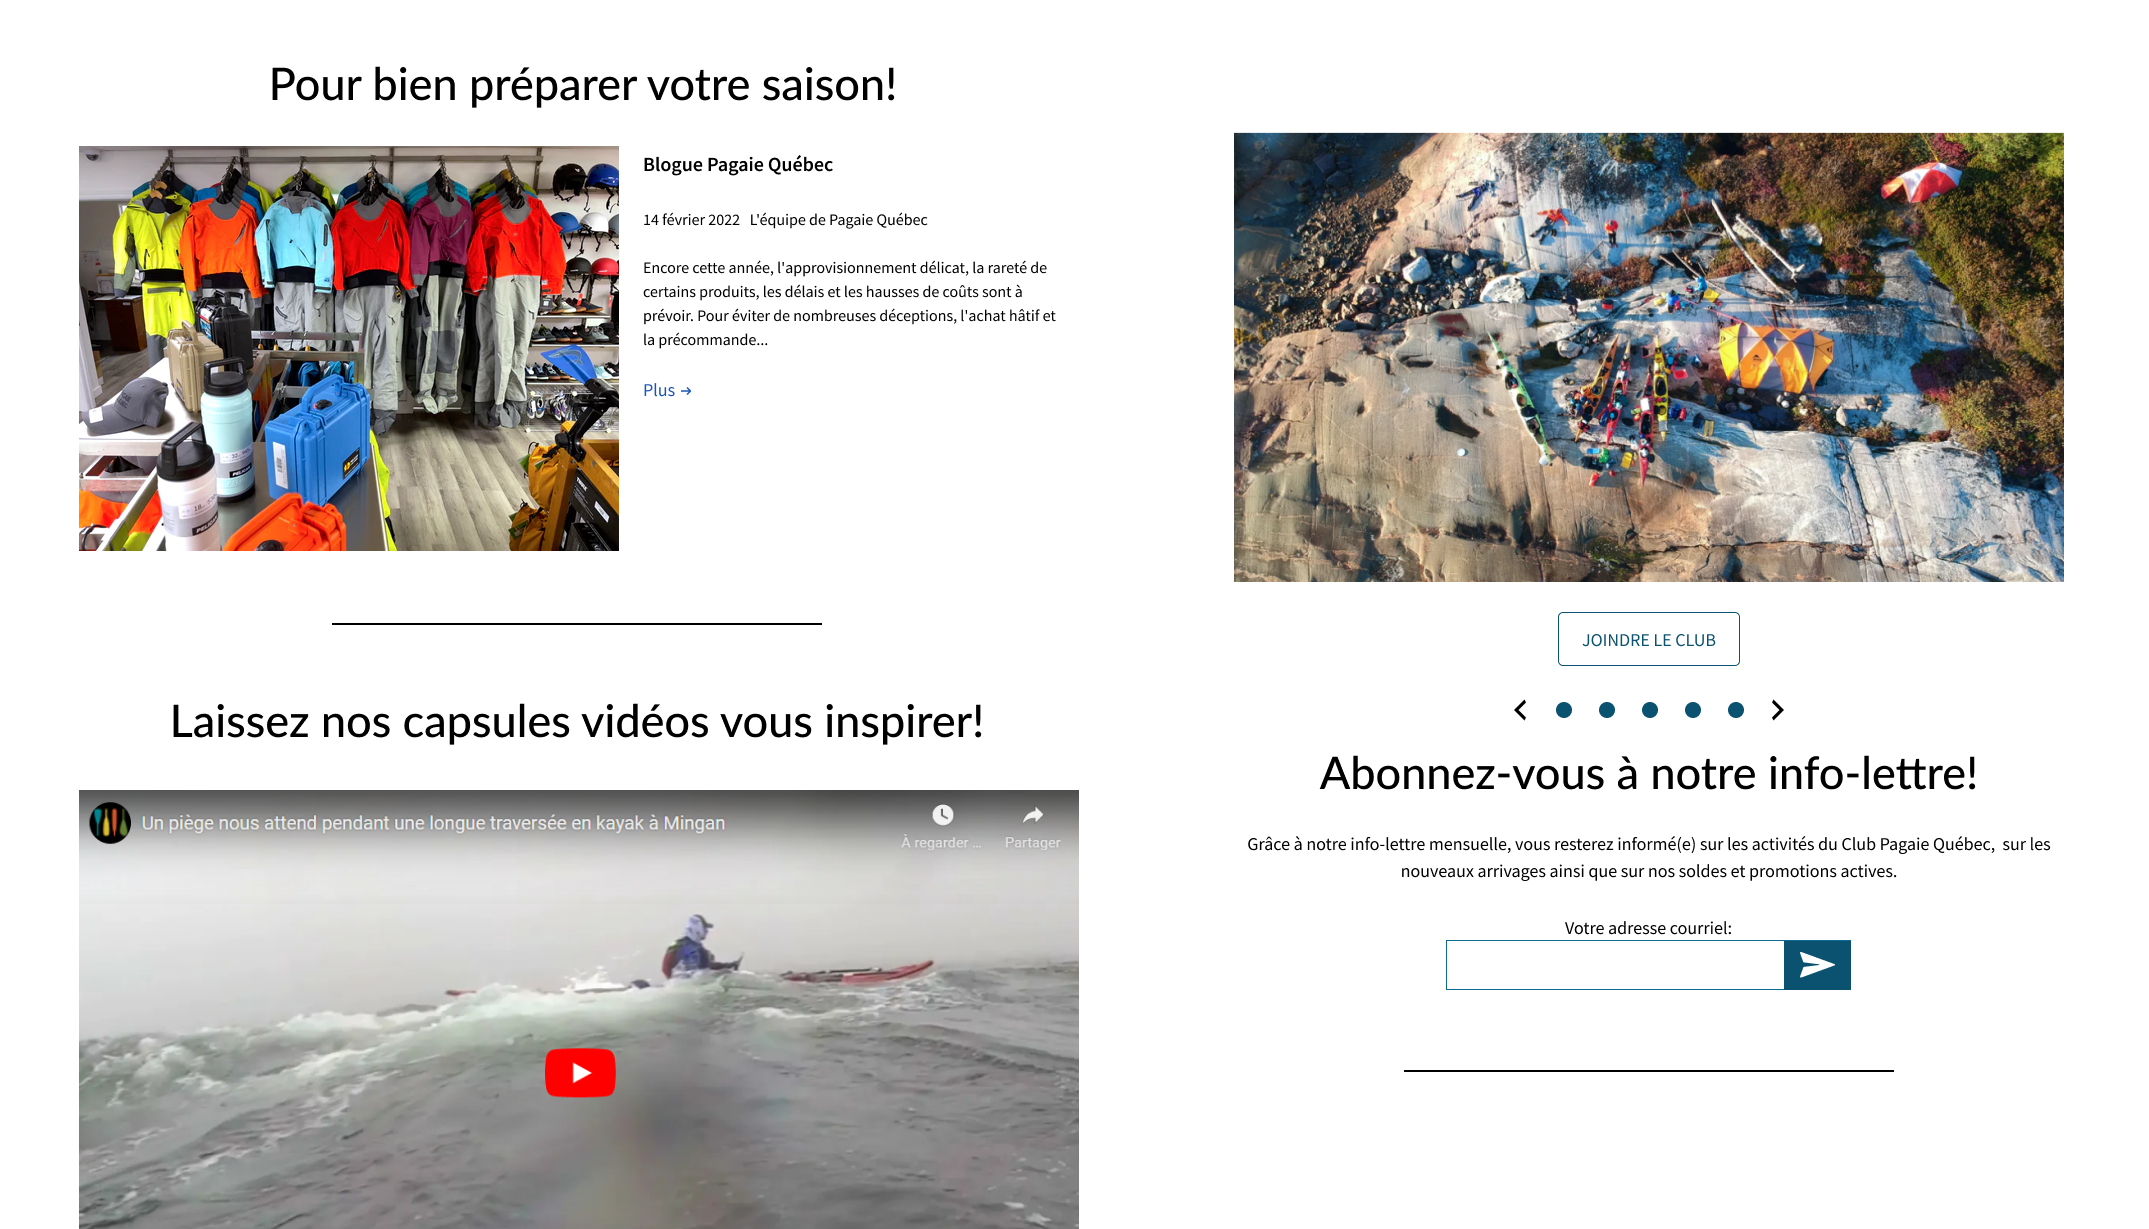 Pour bien préparer votre saison!
Blogue Pagaie Québec
14 février 2022 L'équipe de Pagaie Québec
Encore cette année, l'approvisionnement délicat, la rareté de
certains produits, les délais et les hausses de coûts sont à
prévoir. Pour éviter de nombreuses déceptions, l'achat hâtif et
la précommande...
Plus →
Laissez nos capsules vidéos vous inspirer!
Un piège nous attend pendant une longue traversée en kayak à Mingan
À regarder ...
Partager
JOINDRE LE CLUB
Abonnez-vous à notre info-lettre!
Grâce à notre info-lettre mensuelle, vous resterez informé(e) sur les activités du Club Pagaie Québec, sur les
nouveaux arrivages ainsi que sur nos soldes et promotions actives.
Votre adresse courriel: